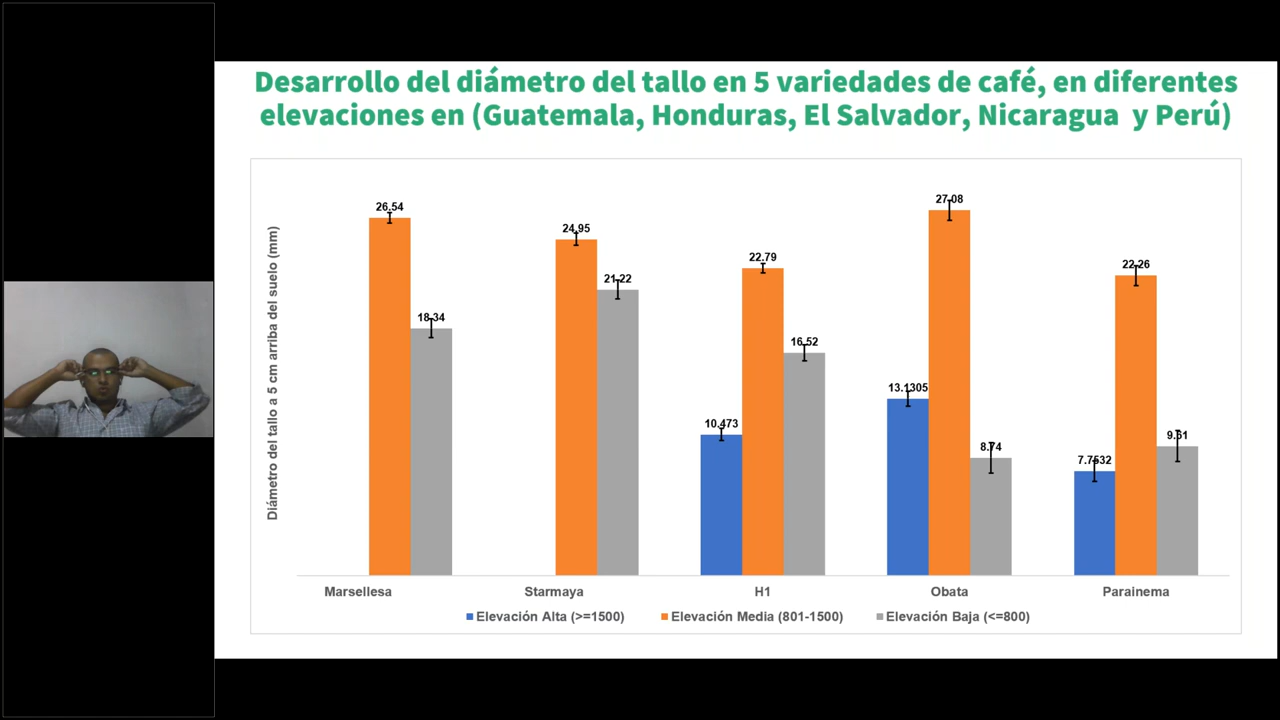 Desarrollo del diámetro del tallo en 5 variedades de café, en diferentes
elevaciones en (Guatemala, Honduras, El Salvador, Nicaragua y Perú)
Diámetro del tallo a 5 cm arriba del suelo (mm)
26.54
18.34
24.95
21.22
10.473
22.79
16.52
13.1305
27.08
8.74
7.7532
22.26
9.61
Marsellesa
Starmaya
H1
Obata
Parainema
Elevación Alta (>=1500)
Elevación Media (801-1500)
Elevación Baja (<=800)